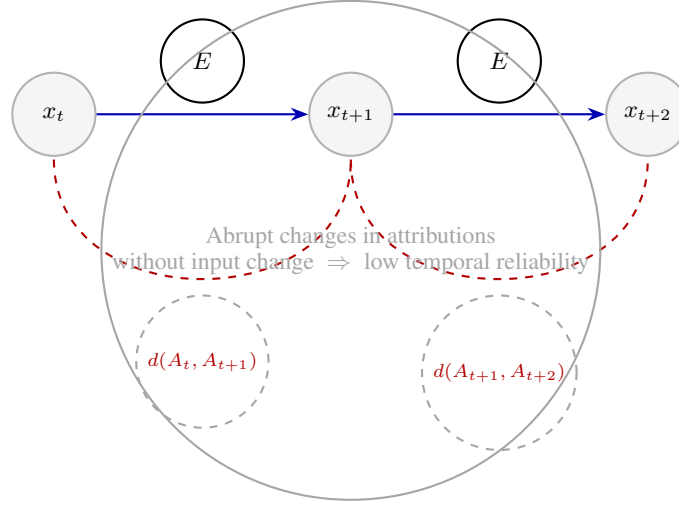 E
E
x_t
x_{t+1}
x_{t+2}
Abrupt changes in attributions
without input change ⇒ low temporal reliability
d(A_t, A_{t+1})
d(A_{t+1}, A_{t+2})